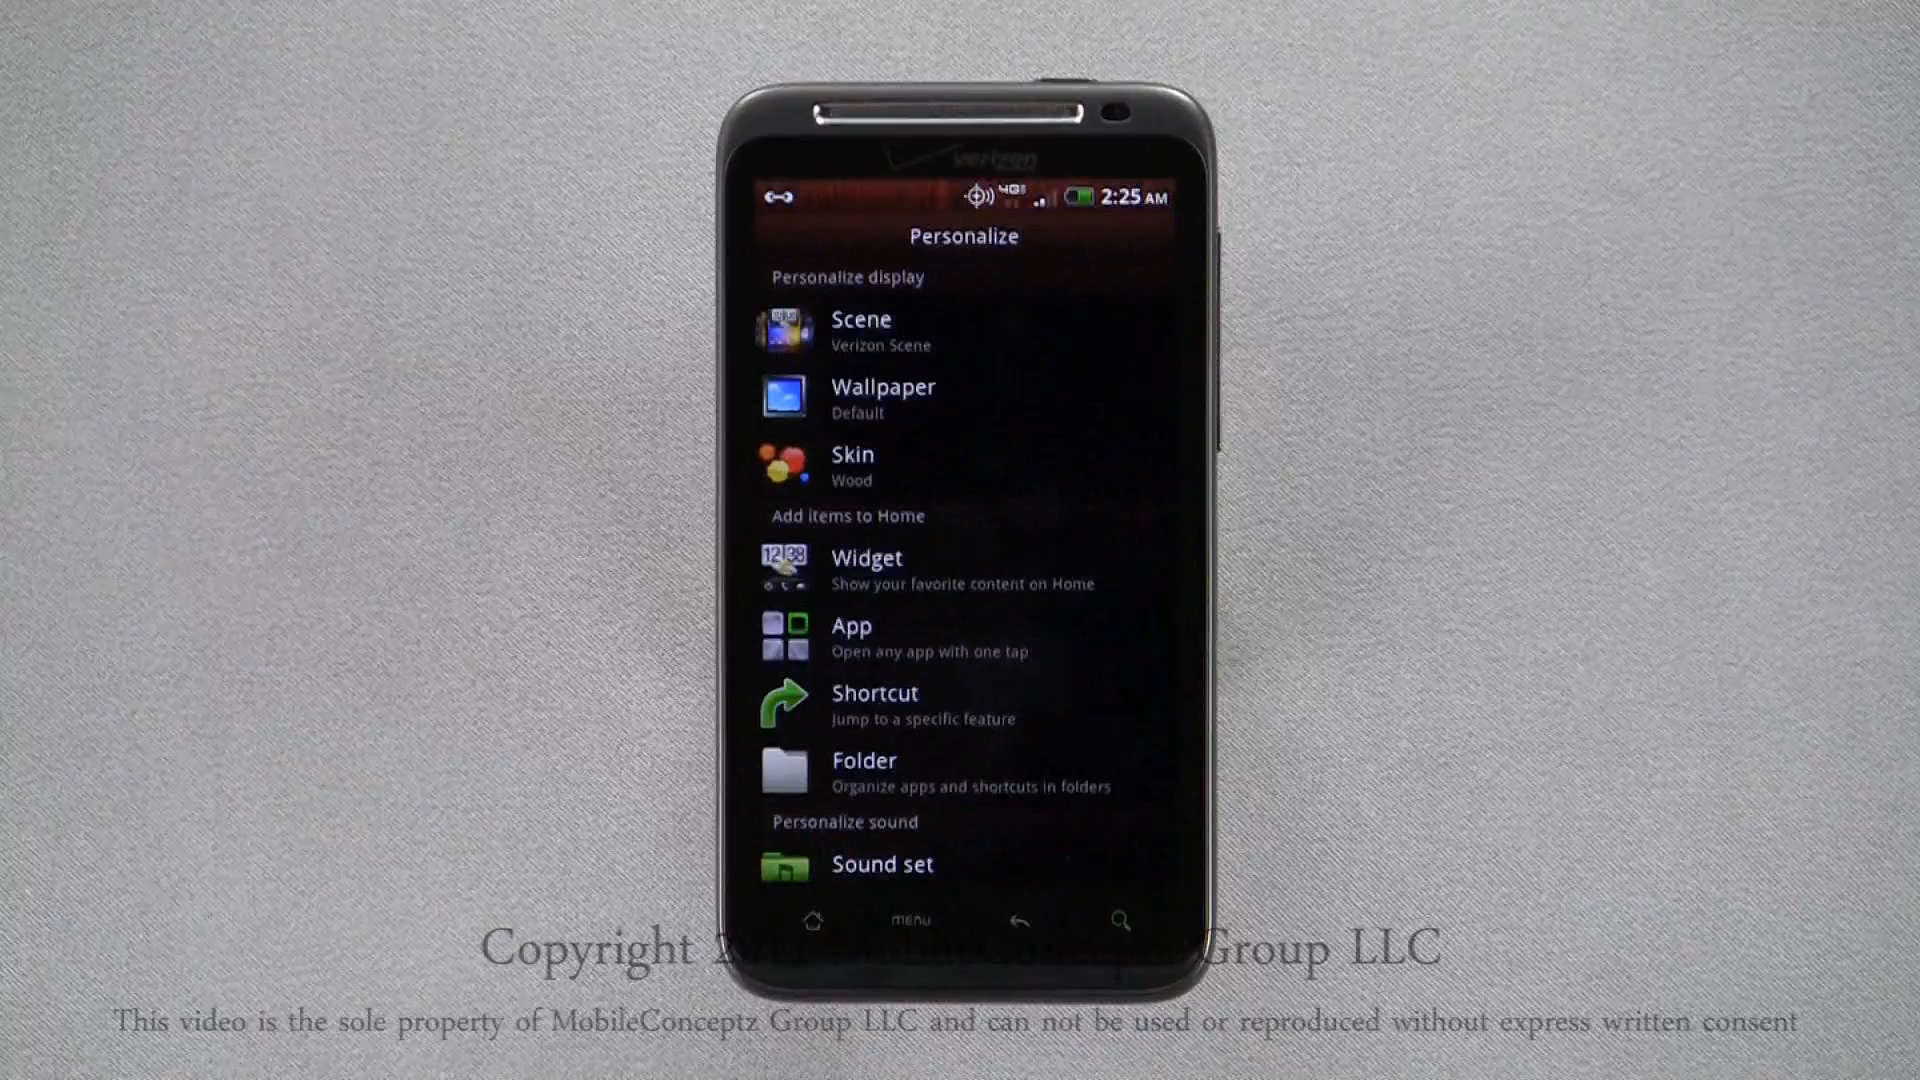 verizon
4G 2:25 AM
Personalize
Personalize display
Scene
Verizon Scene
Wallpaper
Default
Skin
Wood
Add items to Home
12 38
Widget
Show your favorite content on Home
App
Open any app with one tap
Shortcut
Jump to a specific feature
Folder
Organize apps and shortcuts in folders
Personalize sound
Sound set
MENU
Copyright Group LLC
This video is the sole property of MobileConceptz Group LLC and can not be used or reproduced without express written consent